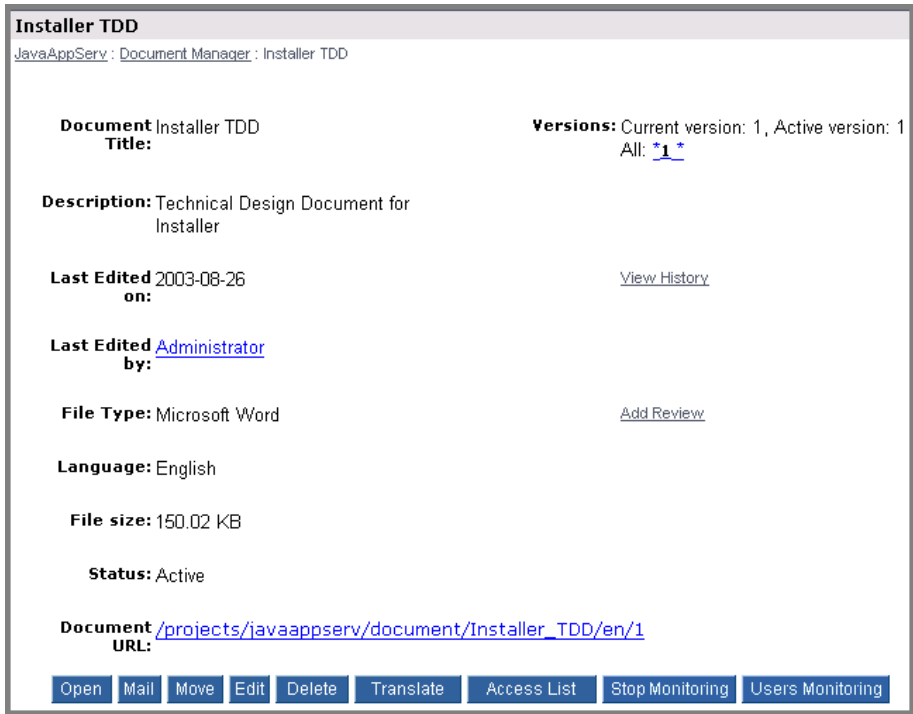 Installer TDD
JavaAppServ : Document Manager : Installer TDD
Document Title: Installer TDD
Versions: Current version: 1, Active version: 1
All: *1 *
Description: Technical Design Document for
Installer
Last Edited on: 2003-08-26
View History
Last Edited by: Administrator
File Type: Microsoft Word
Add Review
Language: English
File size: 150.02 KB
Status: Active
Document URL: /projects/javaappserv/document/Installer_TDD/en/1
Open Mail Move Edit Delete Translate Access List Stop Monitoring Users Monitoring